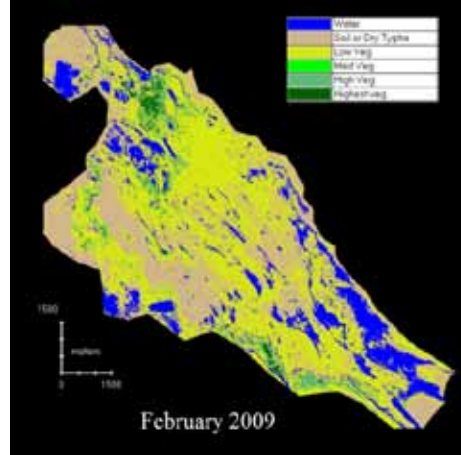 Water
Soil or Dry Typha
Low Veg
Med Veg
High Veg
Highest veg
1500
meters
0 1500
February 2009